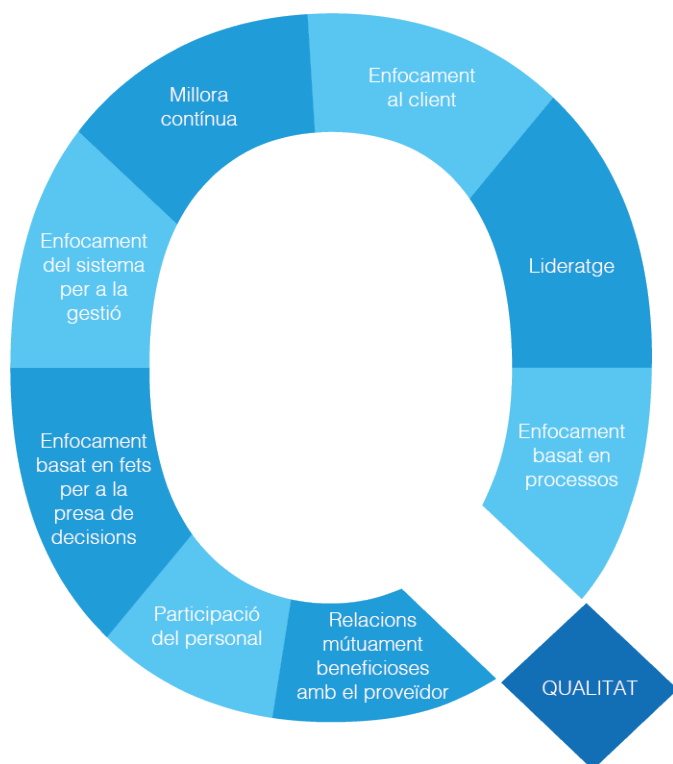 Enfocament
al client
Lideratge
Enfocament
basat en
processos
QUALITAT
Relacions
mútuament
beneficioses
amb el proveïdor
Participació
del personal
Enfocament
basat en fets
per a la
presa de
decisions
Enfocament
del sistema
per a la
gestió
Millora
contínua